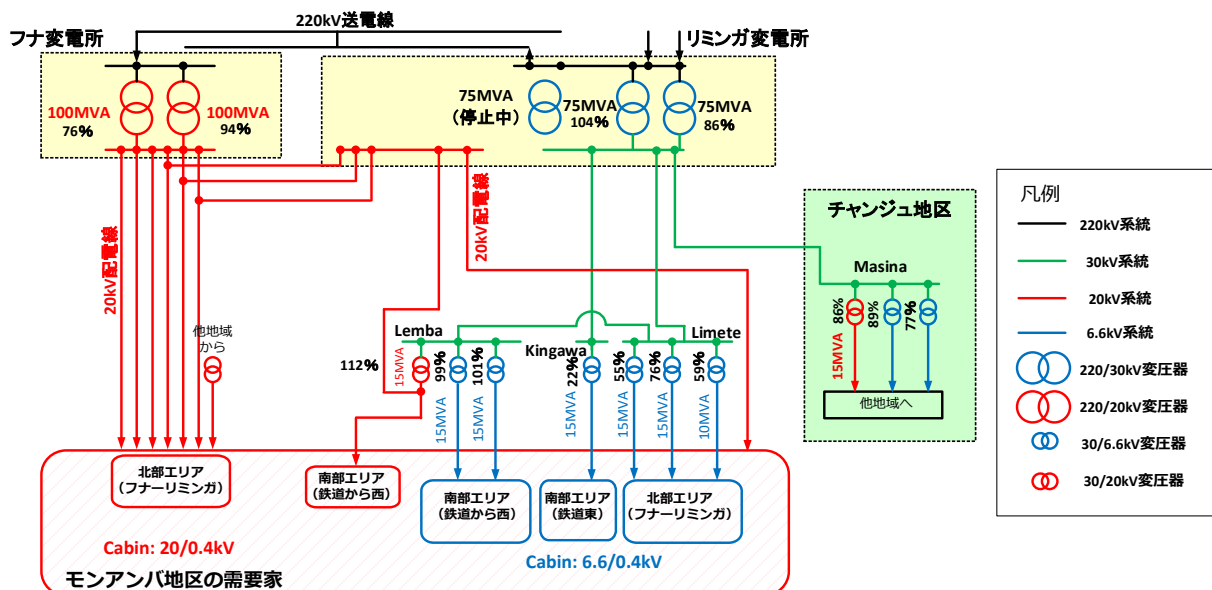 220kV送電線
フナ変電所
リミンガ変電所
100MVA
76%
100MVA
94%
75MVA
(停止中)
75MVA
104%
75MVA
86%
20kV配電線
20kV配電線
チャンジュ地区
Masina
86%
89%
77%
15MVA
他地域へ
他地域
から
Lemba
Kingawa
Limete
112%
15MVA
99%
101%
22%
55%
76%
59%
15MVA
15MVA
15MVA
15MVA
15MVA
10MVA
北部エリア
(フナーリミンガ)
南部エリア
(鉄道から西)
南部エリア
(鉄道から西)
南部エリア
(鉄道東)
北部エリア
(フナーリミンガ)
Cabin: 20/0.4kV
Cabin: 6.6/0.4kV
モンアンバ地区の需要家
凡例
220kV系統
30kV系統
20kV系統
6.6kV系統
220/30kV変圧器
220/20kV変圧器
30/6.6kV変圧器
30/20kV変圧器